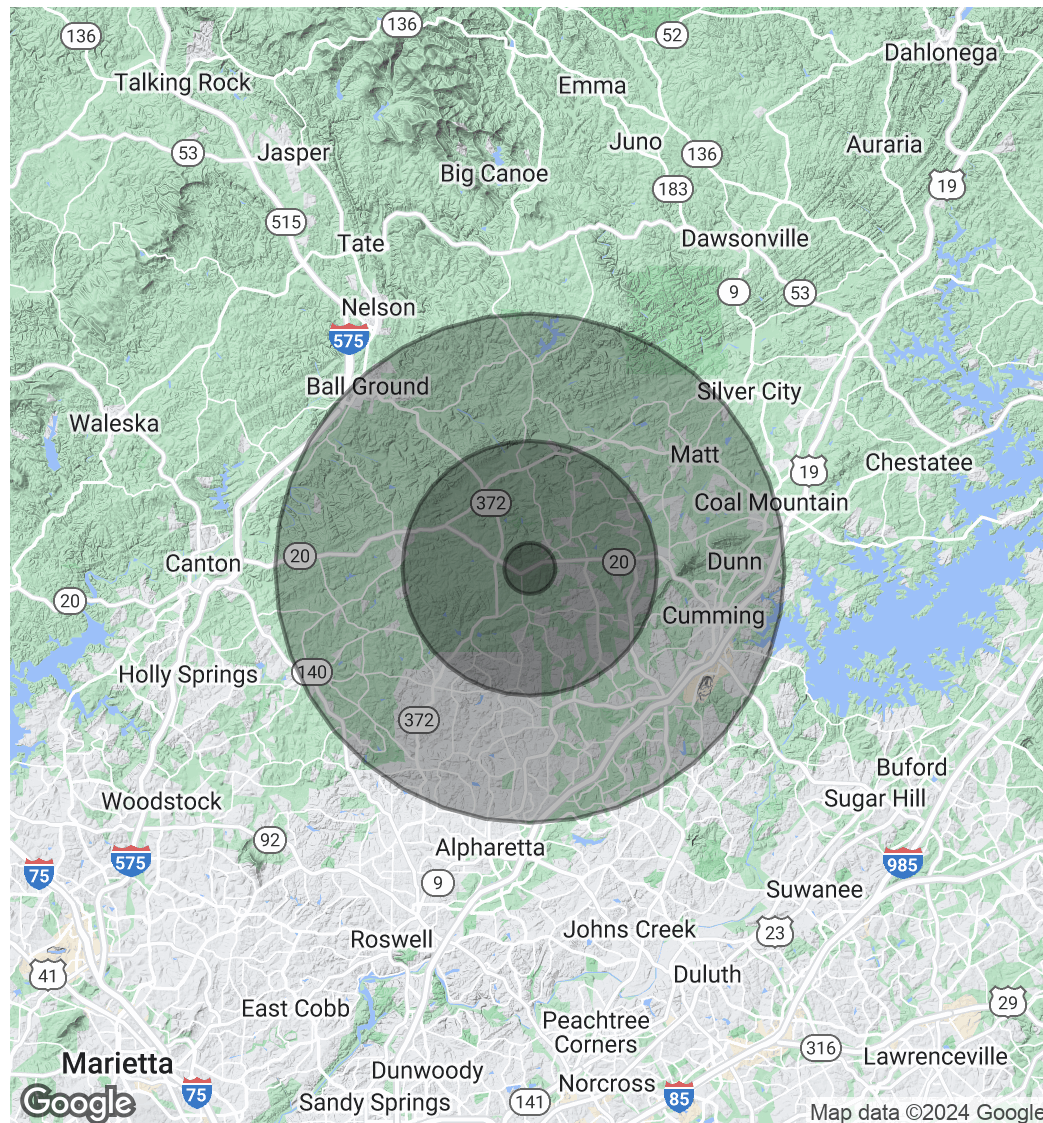 136
136
52
Dahlonega
Talking Rock
Emma
Juno
Auraria
53
Jasper
136
Big Canoe
183
19
515
Tate
Dawsonville
9
53
Nelson
575
Ball Ground
Silver City
Waleska
Matt
Chestatee
19
372
Coal Mountain
20
20
Dunn
Canton
20
Cumming
Holly Springs
140
372
Buford
Woodstock
Sugar Hill
92
Alpharetta
575
985
75
9
Suwanee
Roswell
Johns Creek
23
41
Duluth
29
East Cobb
Peachtree
Corners
316
Marietta
Lawrenceville
Dunwoody
Norcross
75
85
Sandy Springs
141
Google
Map data ©2024 Google